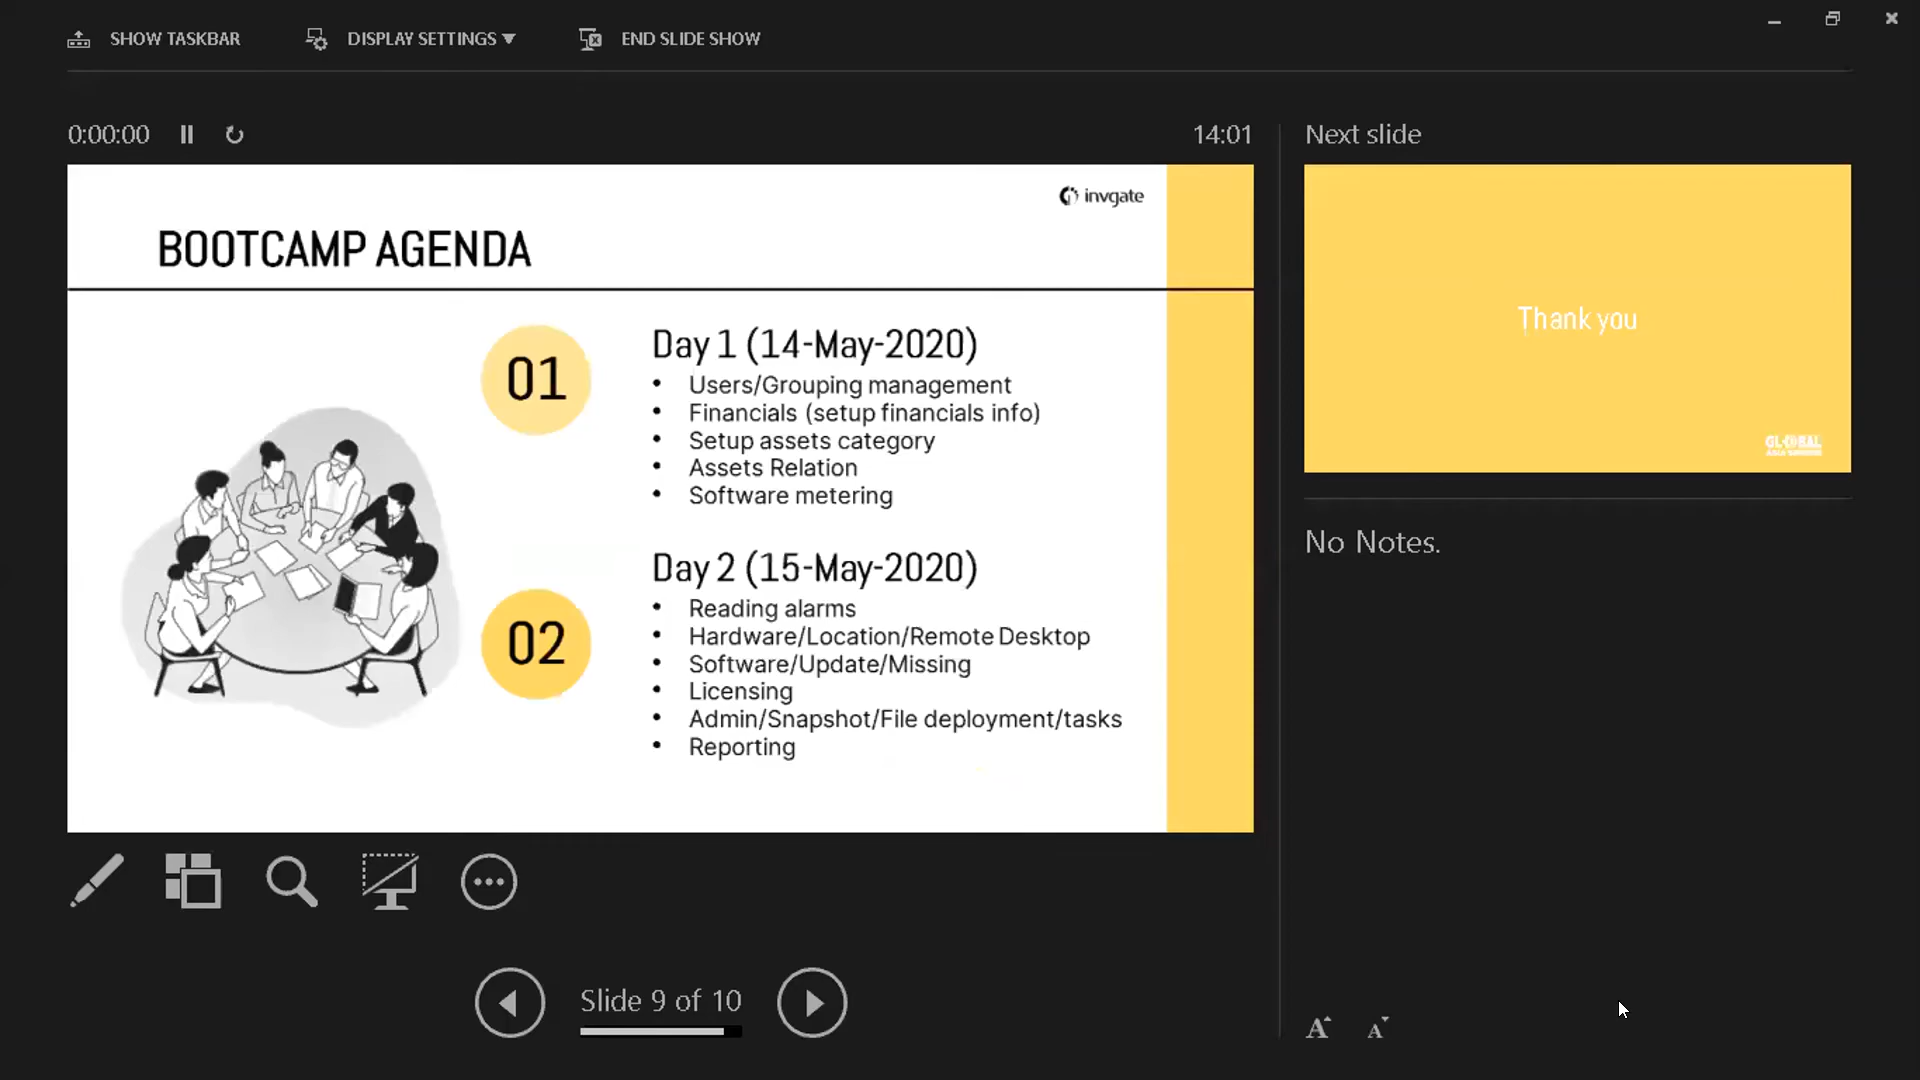 SHOW TASKBAR
DISPLAY SETTINGS
END SLIDE SHOW
0:00:00
14:01
Next slide
invgate
BOOTCAMP AGENDA
01
Day 1 (14-May-2020)
• Users/Grouping management
• Financials (setup financials info)
• Setup assets category
• Assets Relation
• Software metering
02
Day 2 (15-May-2020)
• Reading alarms
• Hardware/Location/Remote Desktop
• Software/Update/Missing
• Licensing
• Admin/Snapshot/File deployment/tasks
• Reporting
Thank you
GLOBAL
No Notes.
Slide 9 of 10
A A